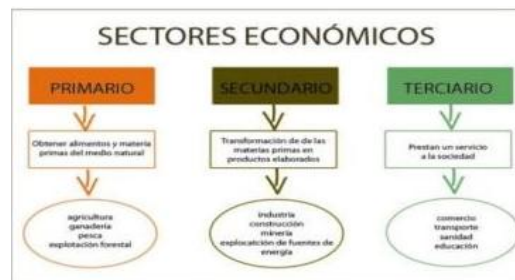 SECTORES ECONÓMICOS
PRIMARIO
Obtener alimentos y materia
primas del medio natural
agricultura
ganadería
pesca
explotación forestal
SECUNDARIO
Transformación de de las
materias primas en
productos elaborados
industria
construcción
minería
explocatción de fuentes de
energía
TERCIARIO
Prestan un servicio
a la sociedad
comercio
transporte
sanidad
educación